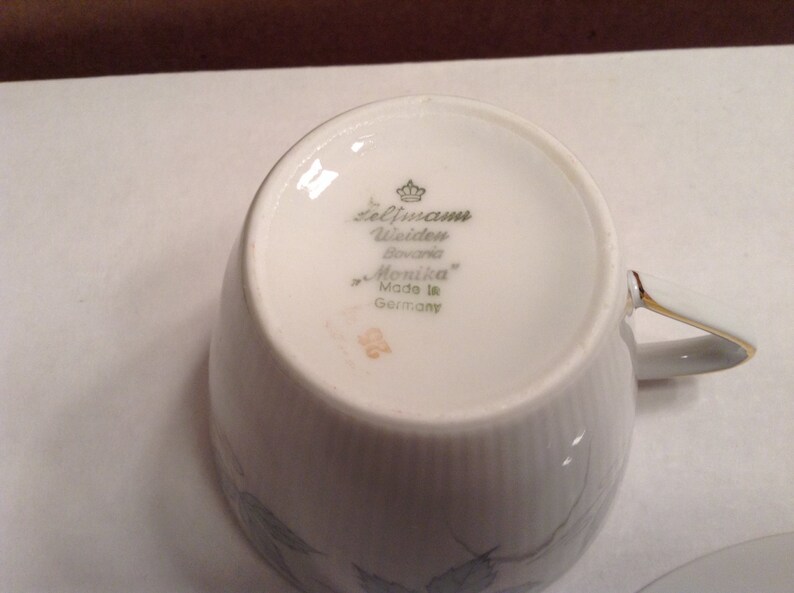 Seltmann
Weiden
Bavaria
„Monika"
Made in
Germany